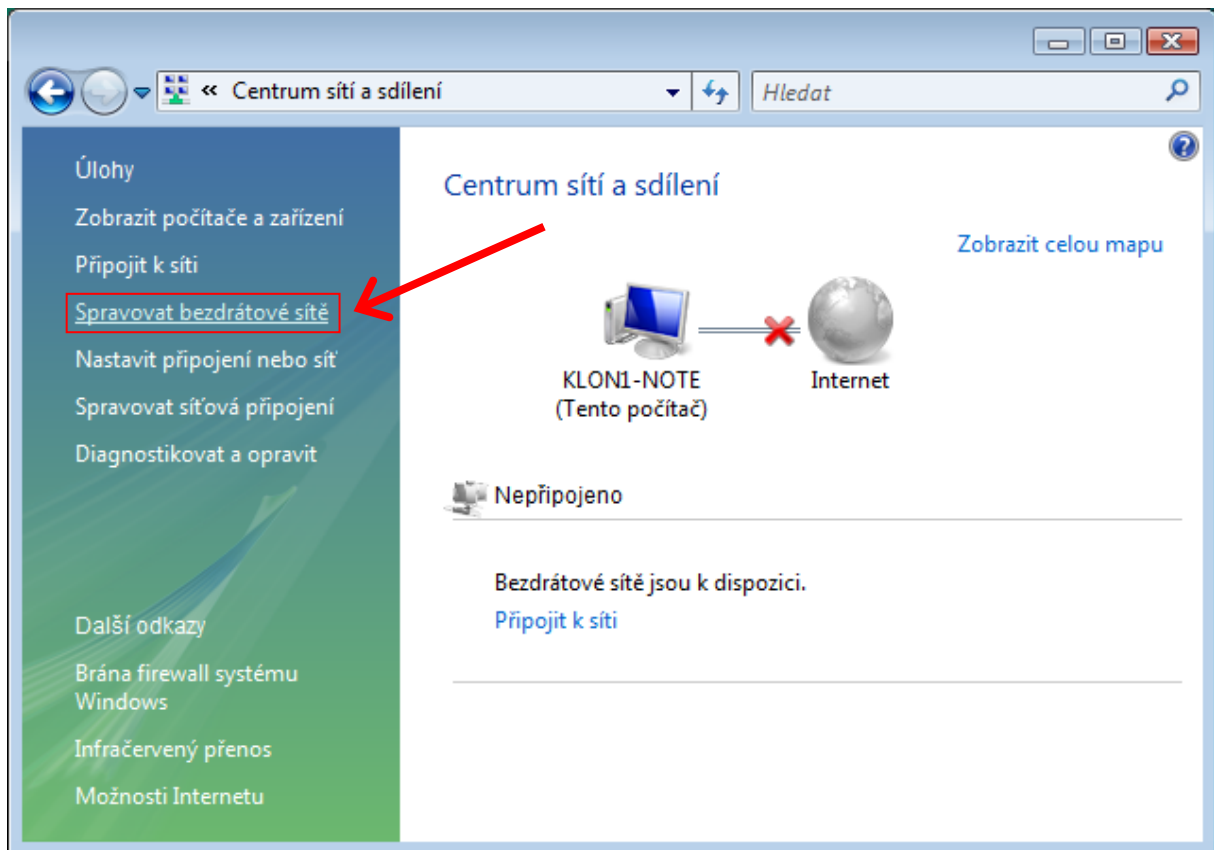 « Centrum sítí a sdílení
Hledat
Úlohy
Zobrazit počítače a zařízení
Připojit k síti
Spravovat bezdrátové sítě
Nastavit připojení nebo síť
Spravovat síťová připojení
Diagnostikovat a opravit
Další odkazy
Brána firewall systému
Windows
Infračervený přenos
Možnosti Internetu
Centrum sítí a sdílení
Zobrazit celou mapu
KLON1-NOTE
(Tento počítač)
Internet
Nepřipojeno
Bezdrátové sítě jsou k dispozici.
Připojit k síti